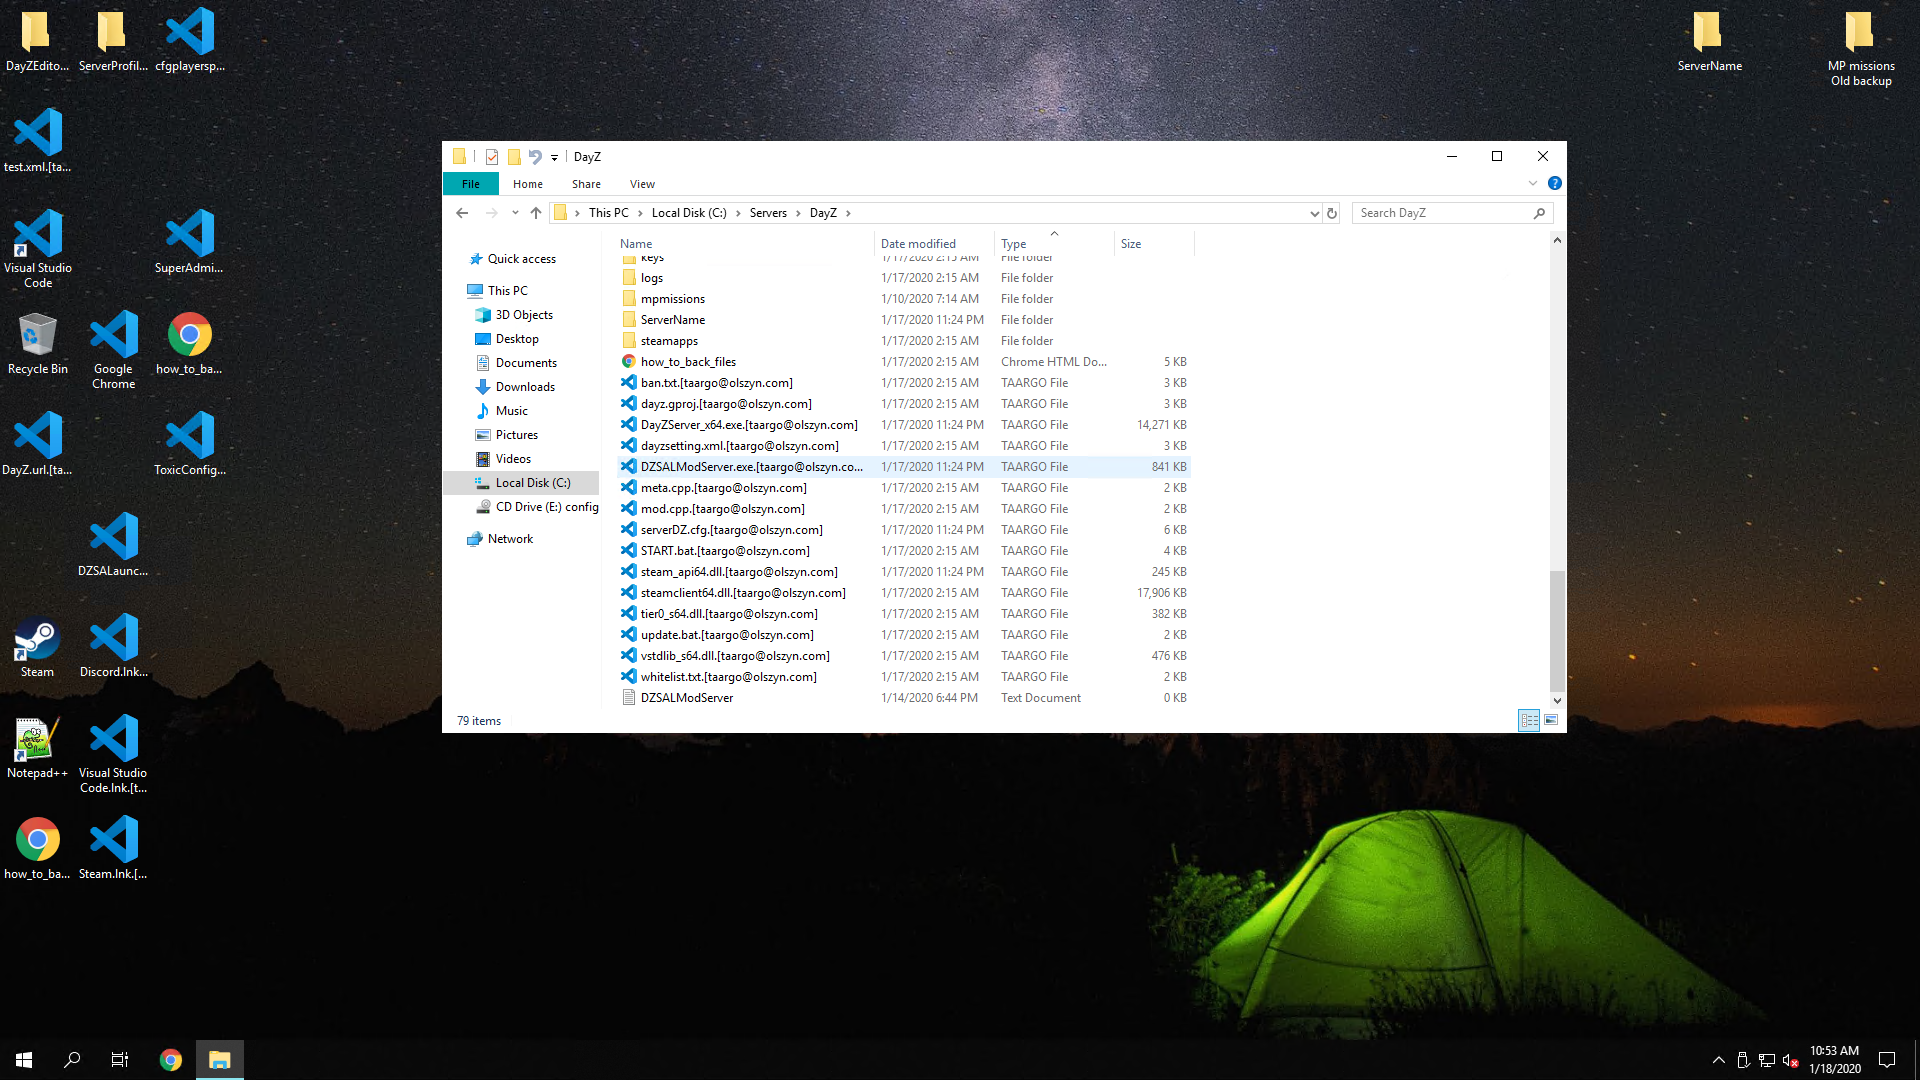 DayZEdito...
ServerProfil...
cfgplayersp...
ServerName
MP missions
Old backup
test.xml.[ta...
Visual Studio
Code
SuperAdmi...
Recycle Bin
Google
Chrome
how_to_ba...
DayZ.url.[ta...
ToxicConfig...
DZSALaunc...
Steam
Discord.lnk...
Notepad++
Visual Studio
Code.lnk.[t...
how_to_ba...
Steam.lnk.[...
DayZ
File Home Share View
This PC Local Disk (C:) Servers DayZ
Search DayZ
Quick access
This PC
3D Objects
Desktop
Documents
Downloads
Music
Pictures
Videos
Local Disk (C:)
CD Drive (E:) config
Network
Name Date modified Type Size
keys 1/17/2020 2:15 AM File folder
logs 1/17/2020 2:15 AM File folder
mpmissions 1/10/2020 7:14 AM File folder
ServerName 1/17/2020 11:24 PM File folder
steamapps 1/17/2020 2:15 AM File folder
how_to_back_files 1/17/2020 2:15 AM Chrome HTML Do... 5 KB
ban.txt.[taargo@olszyn.com] 1/17/2020 2:15 AM TAARGO File 3 KB
dayz.gproj.[taargo@olszyn.com] 1/17/2020 2:15 AM TAARGO File 3 KB
DayZServer_x64.exe.[taargo@olszyn.com] 1/17/2020 11:24 PM TAARGO File 14,271 KB
dayzsetting.xml.[taargo@olszyn.com] 1/17/2020 2:15 AM TAARGO File 3 KB
DZSALModServer.exe.[taargo@olszyn.co... 1/17/2020 11:24 PM TAARGO File 841 KB
meta.cpp.[taargo@olszyn.com] 1/17/2020 2:15 AM TAARGO File 2 KB
mod.cpp.[taargo@olszyn.com] 1/17/2020 2:15 AM TAARGO File 2 KB
serverDZ.cfg.[taargo@olszyn.com] 1/17/2020 11:24 PM TAARGO File 6 KB
START.bat.[taargo@olszyn.com] 1/17/2020 2:15 AM TAARGO File 4 KB
steam_api64.dll.[taargo@olszyn.com] 1/17/2020 11:24 PM TAARGO File 245 KB
steamclient64.dll.[taargo@olszyn.com] 1/17/2020 2:15 AM TAARGO File 17,906 KB
tier0_s64.dll.[taargo@olszyn.com] 1/17/2020 2:15 AM TAARGO File 382 KB
update.bat.[taargo@olszyn.com] 1/17/2020 2:15 AM TAARGO File 2 KB
vstdlib_s64.dll.[taargo@olszyn.com] 1/17/2020 2:15 AM TAARGO File 476 KB
whitelist.txt.[taargo@olszyn.com] 1/17/2020 2:15 AM TAARGO File 2 KB
DZSALModServer 1/14/2020 6:44 PM Text Document 0 KB
79 items
10:53 AM
1/18/2020